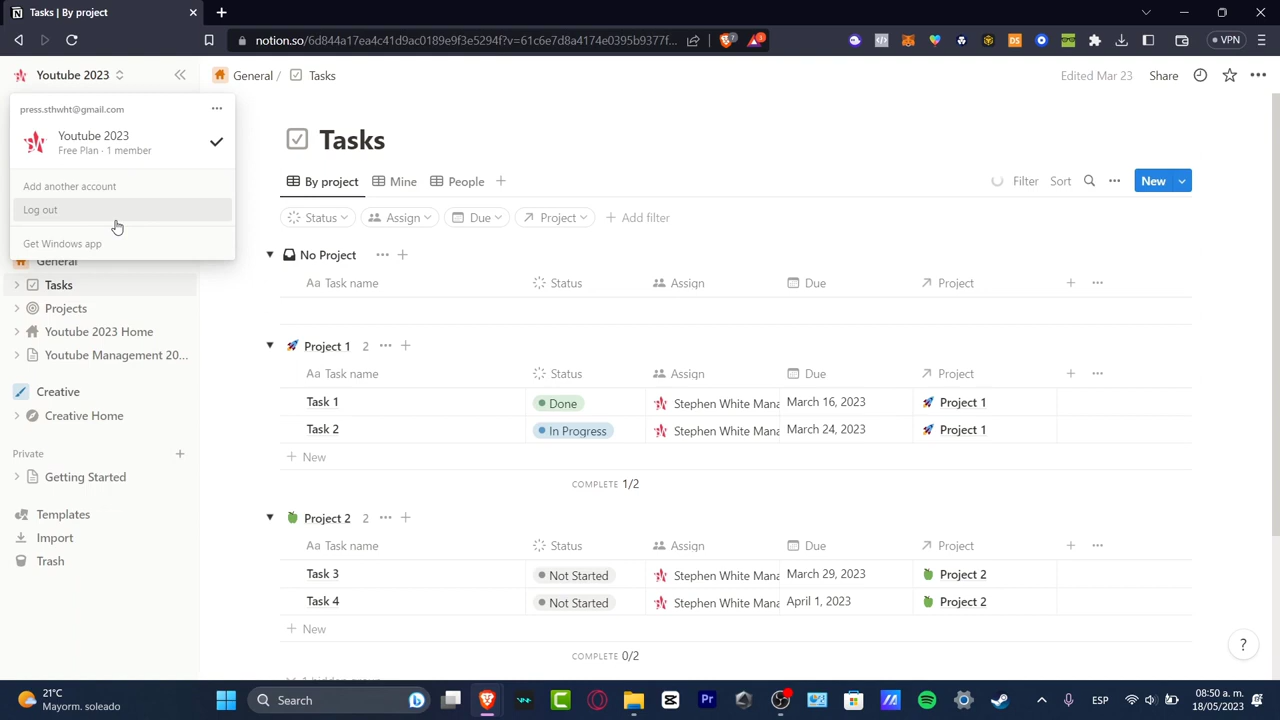 Tasks | By project
notion.so/6d844a17ea4c41d9ac0189e9f3e5294f?v=61c6e7d8a4174e0395b9377f...
VPN
Youtube 2023
General / Tasks
Edited Mar 23
Share
press.sthwht@gmail.com
Youtube 2023
Free Plan · 1 member
Add another account
Log out
Get Windows app
General
Tasks
Projects
Youtube 2023 Home
Youtube Management 20...
Creative
Creative Home
Private
Getting Started
Templates
Import
Trash
Tasks
By project Mine People
Filter Sort New
Status Assign Due Project Add filter
No Project
Aa Task name Status Assign Due Project
Project 1 2
Aa Task name Status Assign Due Project
Task 1 Done Stephen White Mana March 16, 2023 Project 1
Task 2 In Progress Stephen White Mana March 24, 2023 Project 1
New
COMPLETE 1/2
Project 2 2
Aa Task name Status Assign Due Project
Task 3 Not Started Stephen White Mana March 29, 2023 Project 2
Task 4 Not Started Stephen White Mana April 1, 2023 Project 2
New
COMPLETE 0/2
?
21°C
Mayorm. soleado
Search
Pr
ESP
08:50 a. m.
18/05/2023